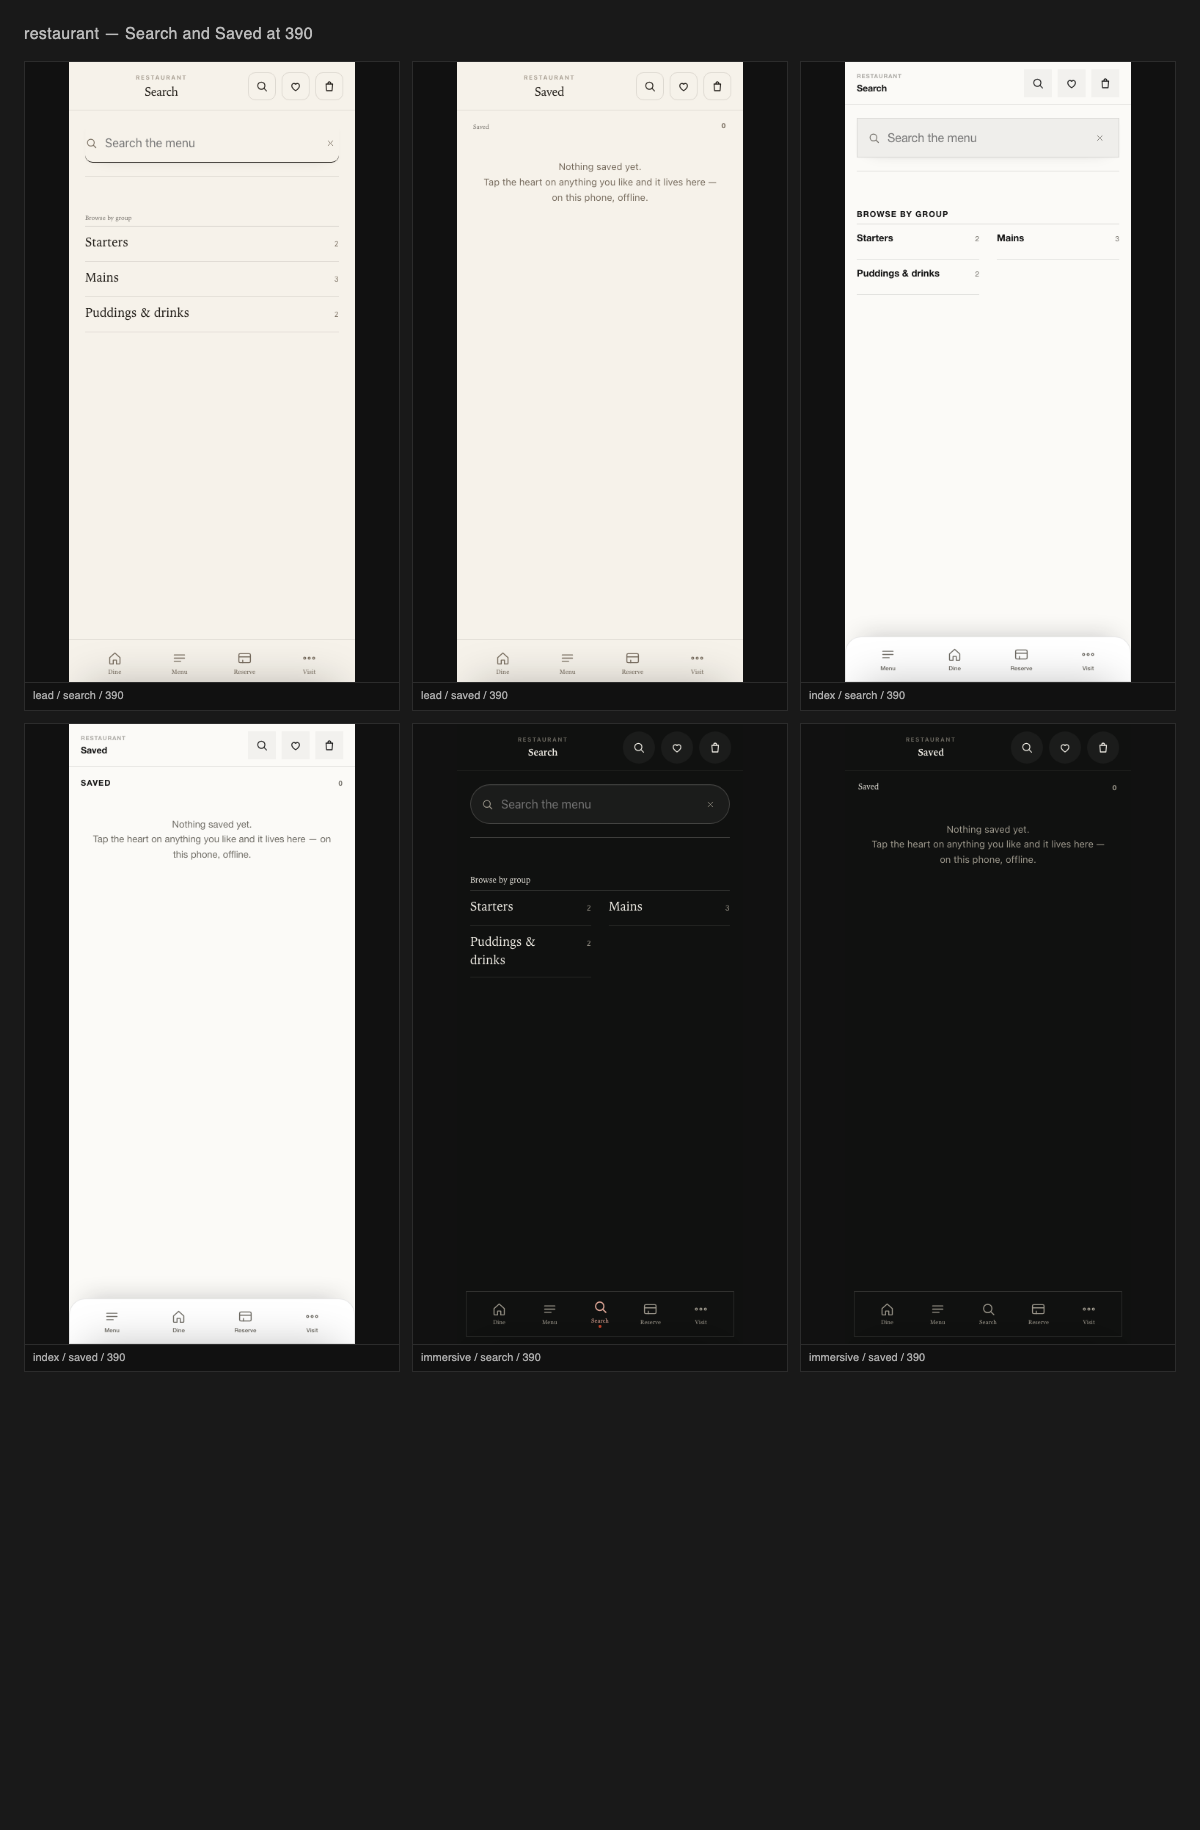 restaurant — Search and Saved at 390
RESTAURANT
Search
Search the menu
Browse by group
Starters 2
Mains 3
Puddings & drinks 2
Dine Menu Reserve Visit
lead / search / 390
RESTAURANT
Saved
Saved 0
Nothing saved yet.
Tap the heart on anything you like and it lives here —
on this phone, offline.
Dine Menu Reserve Visit
lead / saved / 390
RESTAURANT
Search
Search the menu
BROWSE BY GROUP
Starters 2 Mains 3
Puddings & drinks 2
Menu Dine Reserve Visit
index / search / 390
RESTAURANT
Saved
SAVED 0
Nothing saved yet.
Tap the heart on anything you like and it lives here — on
this phone, offline.
Menu Dine Reserve Visit
index / saved / 390
RESTAURANT
Search
Search the menu
Browse by group
Starters 2 Mains 3
Puddings & 2
drinks
Dine Menu Search Reserve Visit
immersive / search / 390
RESTAURANT
Saved
Saved 0
Nothing saved yet.
Tap the heart on anything you like and it lives here —
on this phone, offline.
Dine Menu Search Reserve Visit
immersive / saved / 390